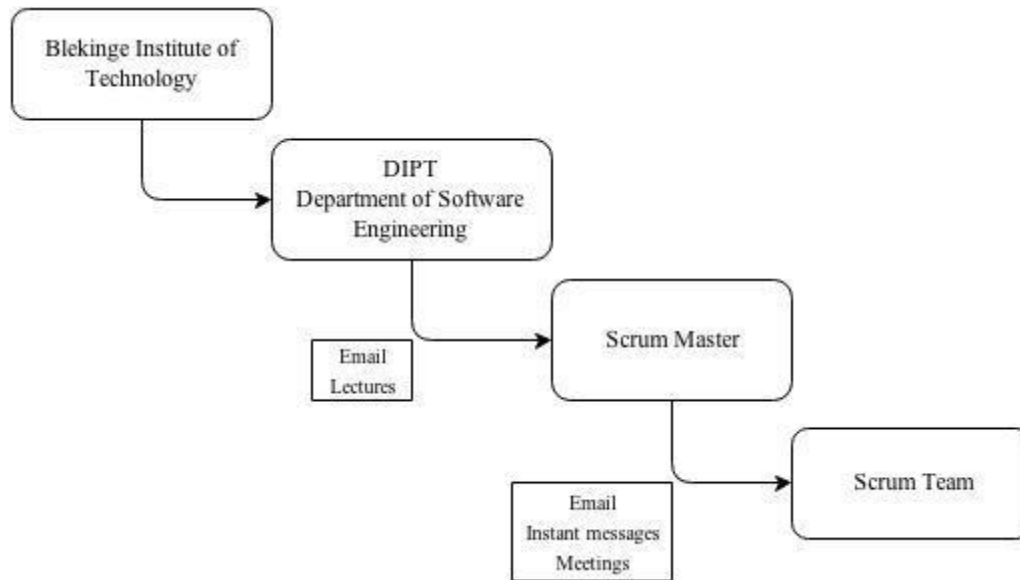 Blekinge Institute of
Technology
DIPT
Department of Software
Engineering
Email
Lectures
Scrum Master
Email
Instant messages
Meetings
Scrum Team